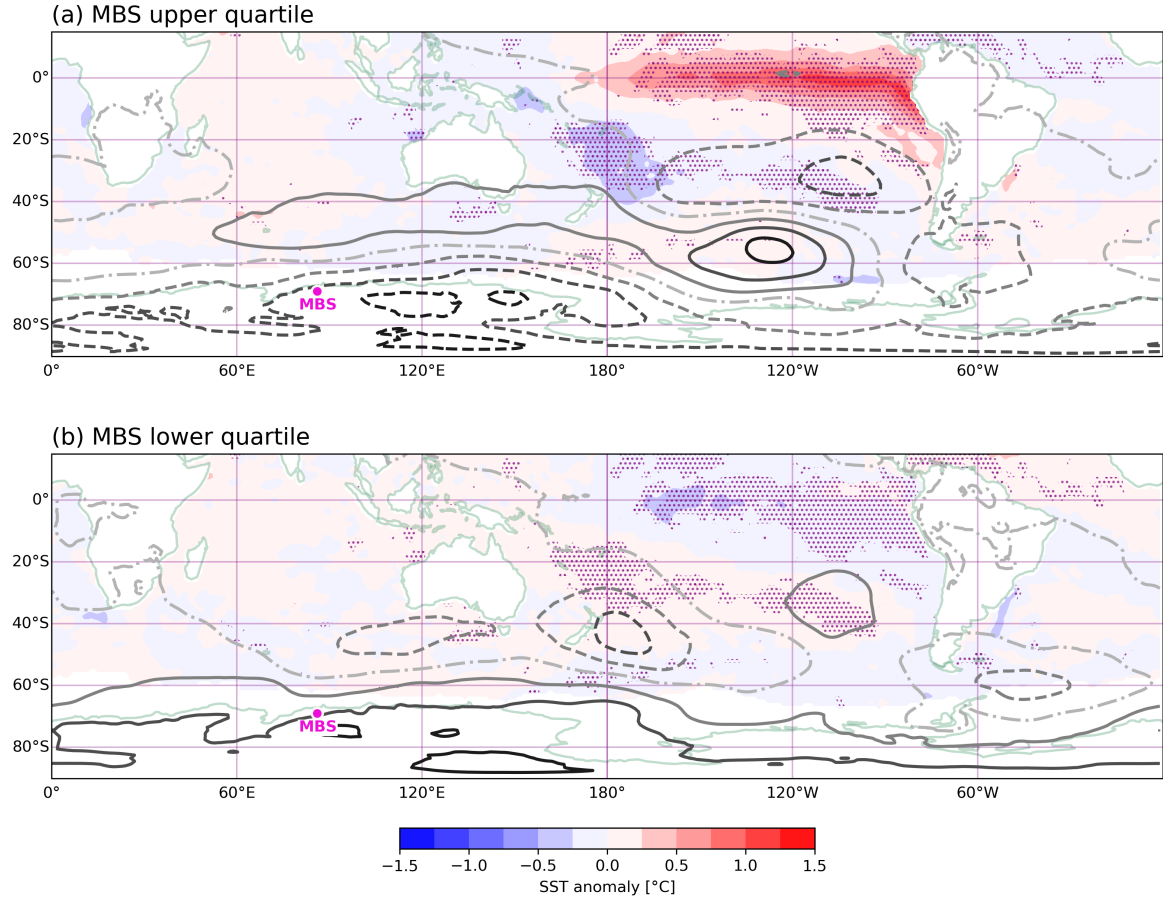 (a) MBS upper quartile
0°
20°S
40°S
60°S
80°S
MBS
0° 60°E 120°E 180° 120°W 60°W
(b) MBS lower quartile
0°
20°S
40°S
60°S
80°S
MBS
0° 60°E 120°E 180° 120°W 60°W
−1.5 −1.0 −0.5 0.0 0.5 1.0 1.5
SST anomaly [°C]